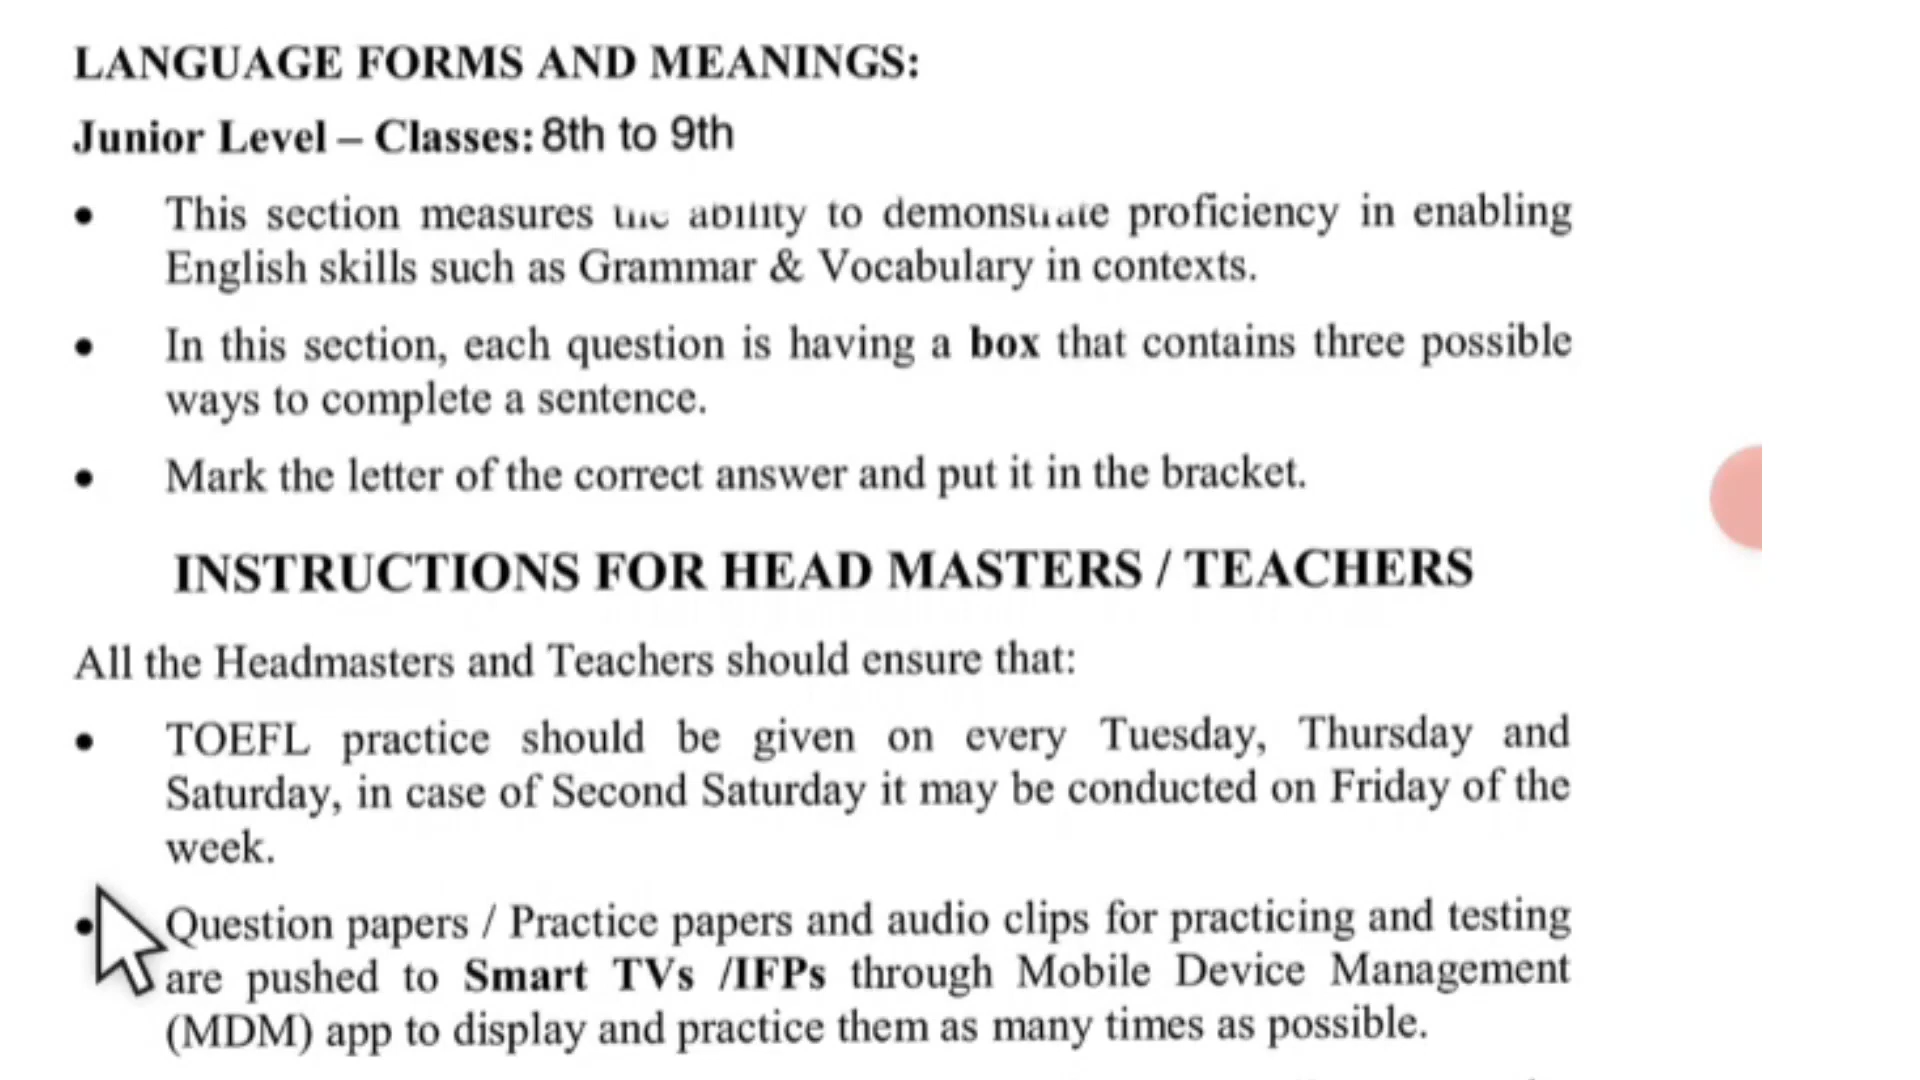 LANGUAGE FORMS AND MEANINGS:
Junior Level – Classes: 8th to 9th
• This section measures the ability to demonstrate proficiency in enabling
English skills such as Grammar & Vocabulary in contexts.
• In this section, each question is having a box that contains three possible
ways to complete a sentence.
• Mark the letter of the correct answer and put it in the bracket.
INSTRUCTIONS FOR HEAD MASTERS / TEACHERS
All the Headmasters and Teachers should ensure that:
• TOEFL practice should be given on every Tuesday, Thursday and
Saturday, in case of Second Saturday it may be conducted on Friday of the
week.
• Question papers / Practice papers and audio clips for practicing and testing
are pushed to Smart TVs /IFPs through Mobile Device Management
(MDM) app to display and practice them as many times as possible.